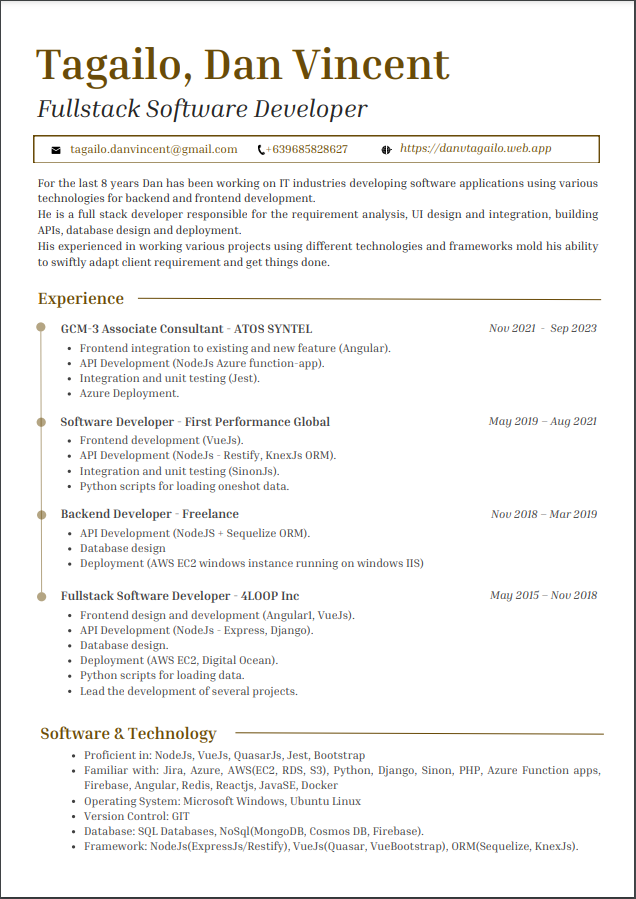 Tagailo, Dan Vincent
Fullstack Software Developer
tagailo.danvincent@gmail.com +639685828627 https://danvtagailo.web.app
For the last 8 years Dan has been working on IT industries developing software applications using various
technologies for backend and frontend development.
He is a full stack developer responsible for the requirement analysis, UI design and integration, building
APIs, database design and deployment.
His experienced in working various projects using different technologies and frameworks mold his ability
to swiftly adapt client requirement and get things done.
Experience
GCM-3 Associate Consultant - ATOS SYNTEL Nov 2021 - Sep 2023
• Frontend integration to existing and new feature (Angular).
• API Development (NodeJs Azure function-app).
• Integration and unit testing (Jest).
• Azure Deployment.
Software Developer - First Performance Global May 2019 – Aug 2021
• Frontend development (VueJs).
• API Development (NodeJs - Restify, KnexJs ORM).
• Integration and unit testing (SinonJs).
• Python scripts for loading oneshot data.
Backend Developer - Freelance Nov 2018 – Mar 2019
• API Development (NodeJS + Sequelize ORM).
• Database design
• Deployment (AWS EC2 windows instance running on windows IIS)
Fullstack Software Developer - 4LOOP Inc May 2015 – Nov 2018
• Frontend design and development (Angular1, VueJs).
• API Development (NodeJs - Express, Django).
• Database design.
• Deployment (AWS EC2, Digital Ocean).
• Python scripts for loading data.
• Lead the development of several projects.
Software & Technology
• Proficient in: NodeJs, VueJs, QuasarJs, Jest, Bootstrap
• Familiar with: Jira, Azure, AWS(EC2, RDS, S3), Python, Django, Sinon, PHP, Azure Function apps,
Firebase, Angular, Redis, Reactjs, JavaSE, Docker
• Operating System: Microsoft Windows, Ubuntu Linux
• Version Control: GIT
• Database: SQL Databases, NoSql(MongoDB, Cosmos DB, Firebase).
• Framework: NodeJs(ExpressJs/Restify), VueJs(Quasar, VueBootstrap), ORM(Sequelize, KnexJs).